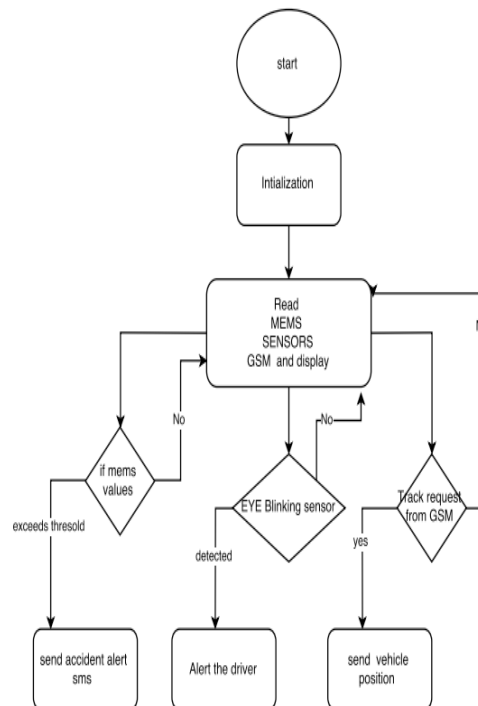 start
Intialization
Read
MEMS
SENSORS
GSM and display
No
No
if mems
values
EYE Blinking sensor
Track request
from GSM
exceeds thresold
detected
yes
send accident alert
sms
Alert the driver
send vehicle
position